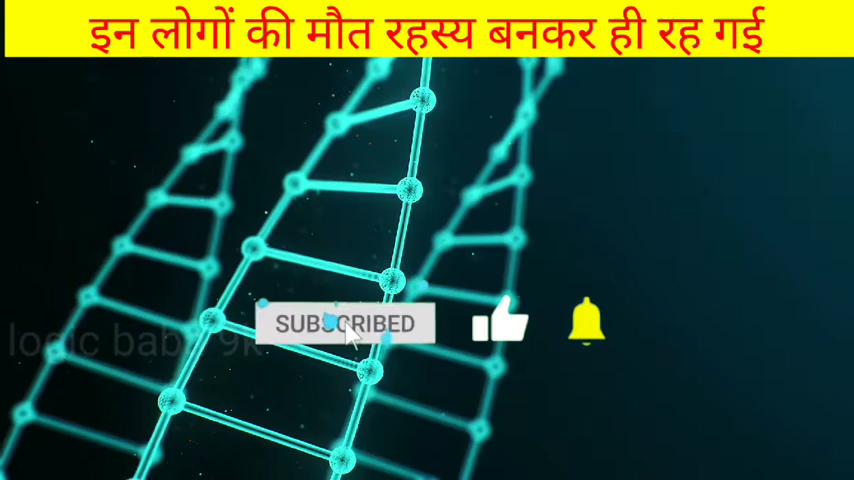 इन लोगों की मौत रहस्य बनकर ही रह गई
SUBSCRIBED